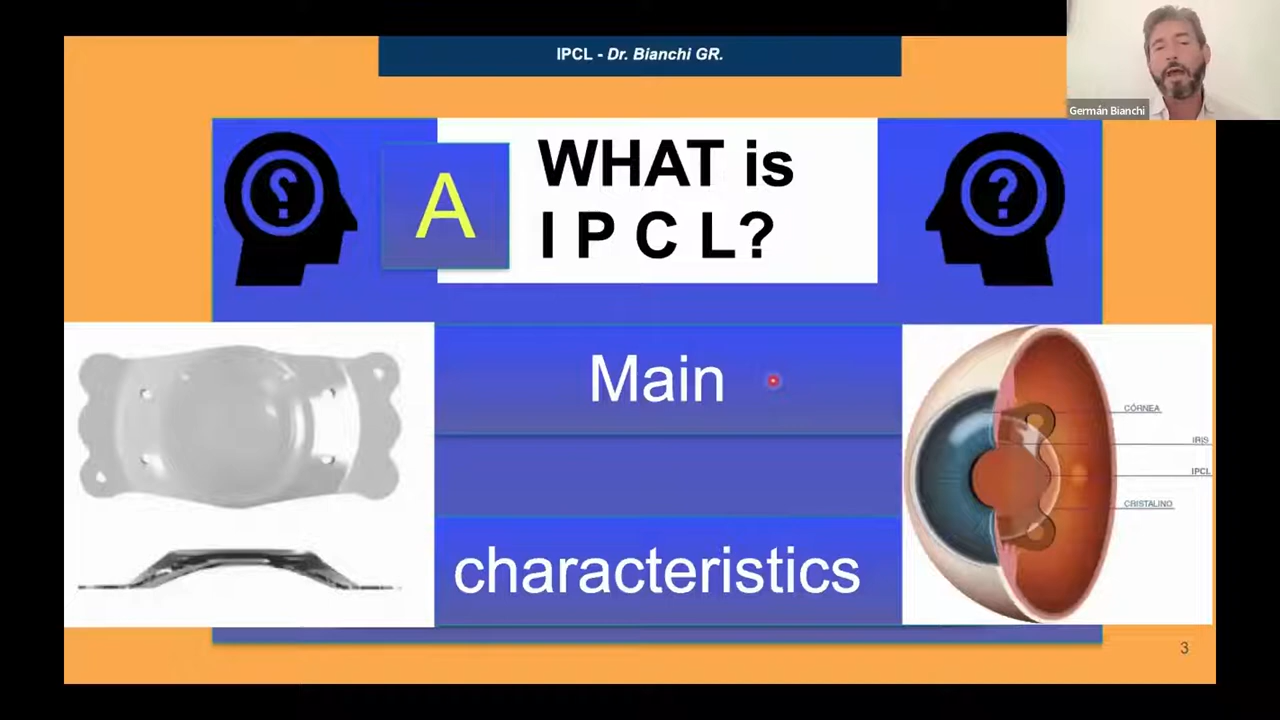 IPCL - Dr. Bianchi GR.
Germán Bianchi
A
WHAT is
I P C L?
Main
characteristics
CÓRNEA
IRIS
IPCL
CRISTALINO
3